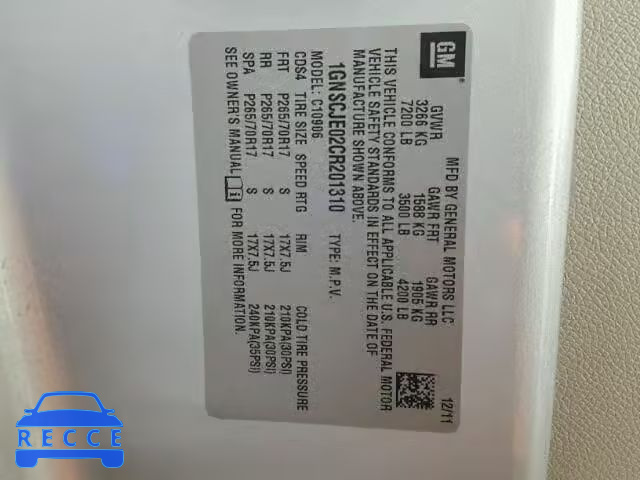 GM
®
MFD BY GENERAL MOTORS LLC
12/11
GVWR GAWR FRT GAWR RR
3266 KG 1588 KG 1905 KG
7200 LB 3500 LB 4200 LB
THIS VEHICLE CONFORMS TO ALL APPLICABLE U.S. FEDERAL MOTOR
VEHICLE SAFETY STANDARDS IN EFFECT ON THE DATE OF
MANUFACTURE SHOWN ABOVE.
1GNSCJE02CR201310 TYPE: M.P.V.
MODEL: C10906
CDS4 TIRE SIZE SPEED RTG RIM COLD TIRE PRESSURE
FRT P265/70R17 S 17X7.5J 210KPA(30PSI)
RR P265/70R17 S 17X7.5J 210KPA(30PSI)
SPA P265/70R17 S 17X7.5J 240KPA(35PSI)
SEE OWNER'S MANUAL FOR MORE INFORMATION.
RECCE